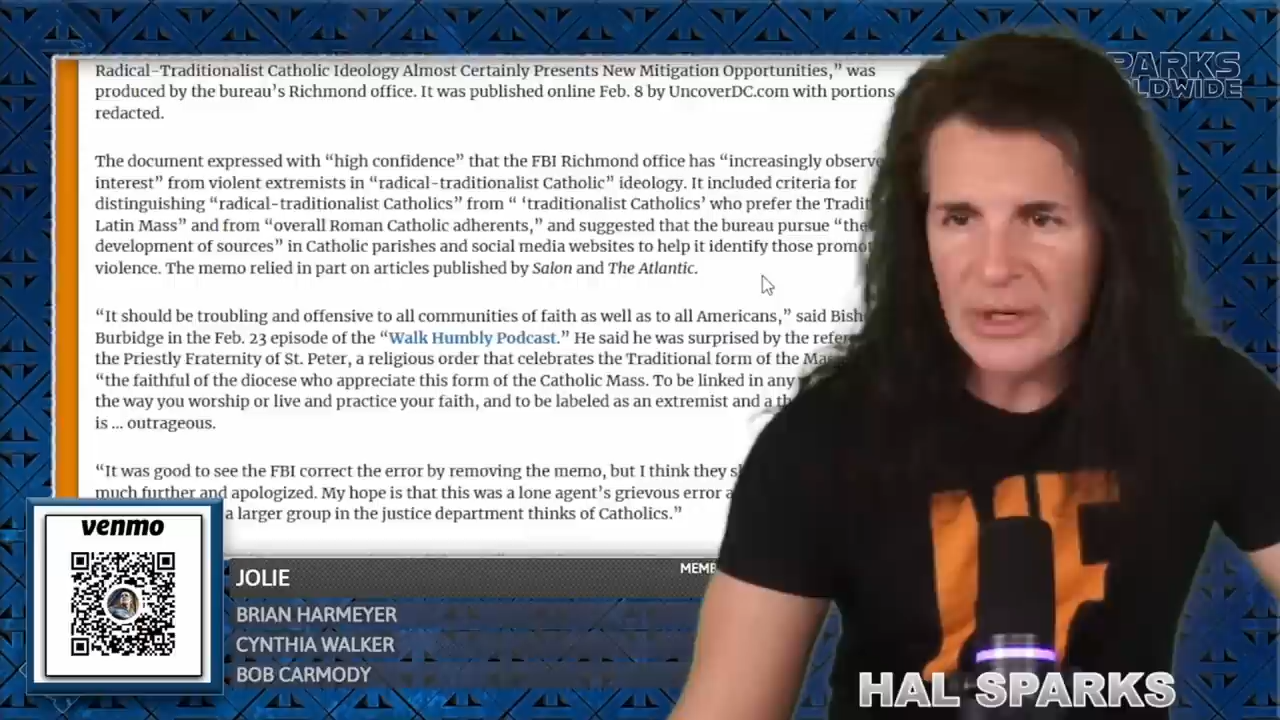 Radical-Traditionalist Catholic Ideology Almost Certainly Presents New Mitigation Opportunities,” was
produced by the bureau’s Richmond office. It was published online Feb. 8 by UncoverDC.com with portions
redacted.
The document expressed with “high confidence” that the FBI Richmond office has “increasingly observe
interest” from violent extremists in “radical-traditionalist Catholic” ideology. It included criteria for
distinguishing “radical-traditionalist Catholics” from “ ‘traditionalist Catholics’ who prefer the Tradit
Latin Mass” and from “overall Roman Catholic adherents,” and suggested that the bureau pursue “the
development of sources” in Catholic parishes and social media websites to help it identify those promot
violence. The memo relied in part on articles published by Salon and The Atlantic.
“It should be troubling and offensive to all communities of faith as well as to all Americans,” said Bish
Burbidge in the Feb. 23 episode of the “Walk Humbly Podcast.” He said he was surprised by the refer
the Priestly Fraternity of St. Peter, a religious order that celebrates the Traditional form of the Ma
“the faithful of the diocese who appreciate this form of the Catholic Mass. To be linked in any
the way you worship or live and practice your faith, and to be labeled as an extremist and a th
is ... outrageous.
“It was good to see the FBI correct the error by removing the memo, but I think they sh
much further and apologized. My hope is that this was a lone agent’s grievous error a
a larger group in the justice department thinks of Catholics.”
PARKS
LDWIDE
venmo
JOLIE
MEMB
BRIAN HARMEYER
CYNTHIA WALKER
BOB CARMODY
HAL SPARKS